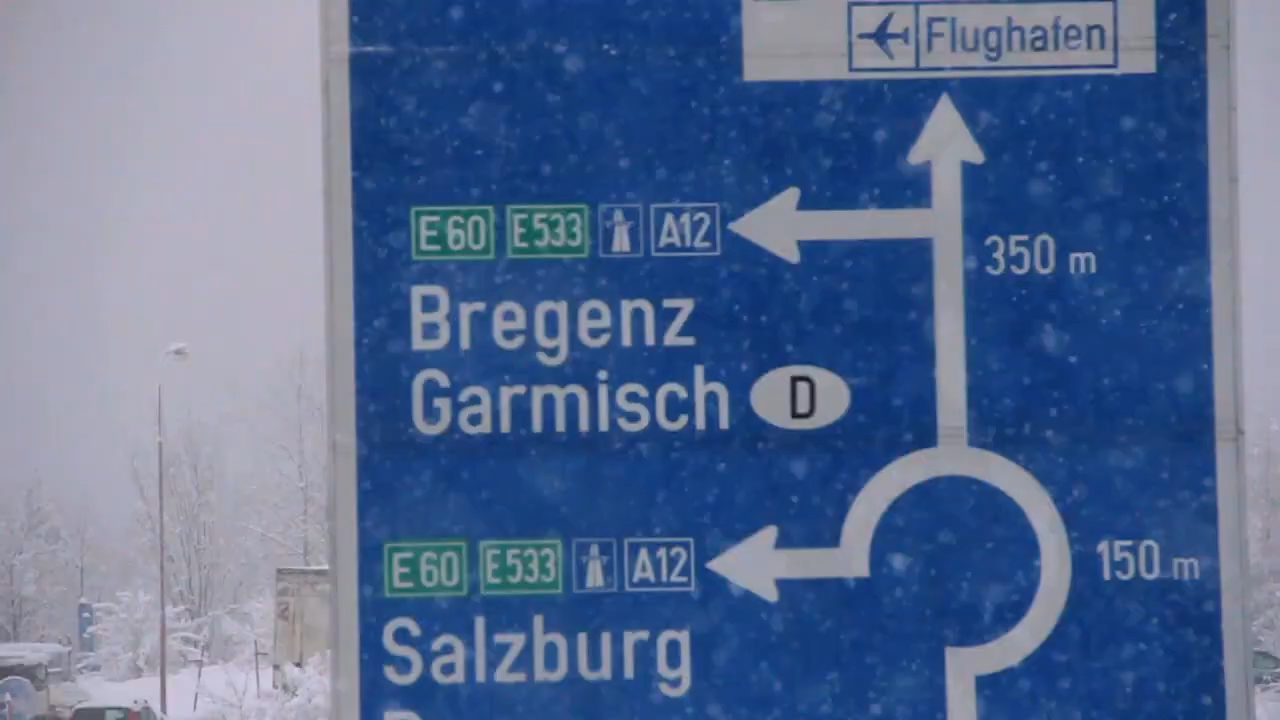 Flughafen
E60 E533 A12
350 m
Bregenz
Garmisch D
E60 E533 A12
150 m
Salzburg